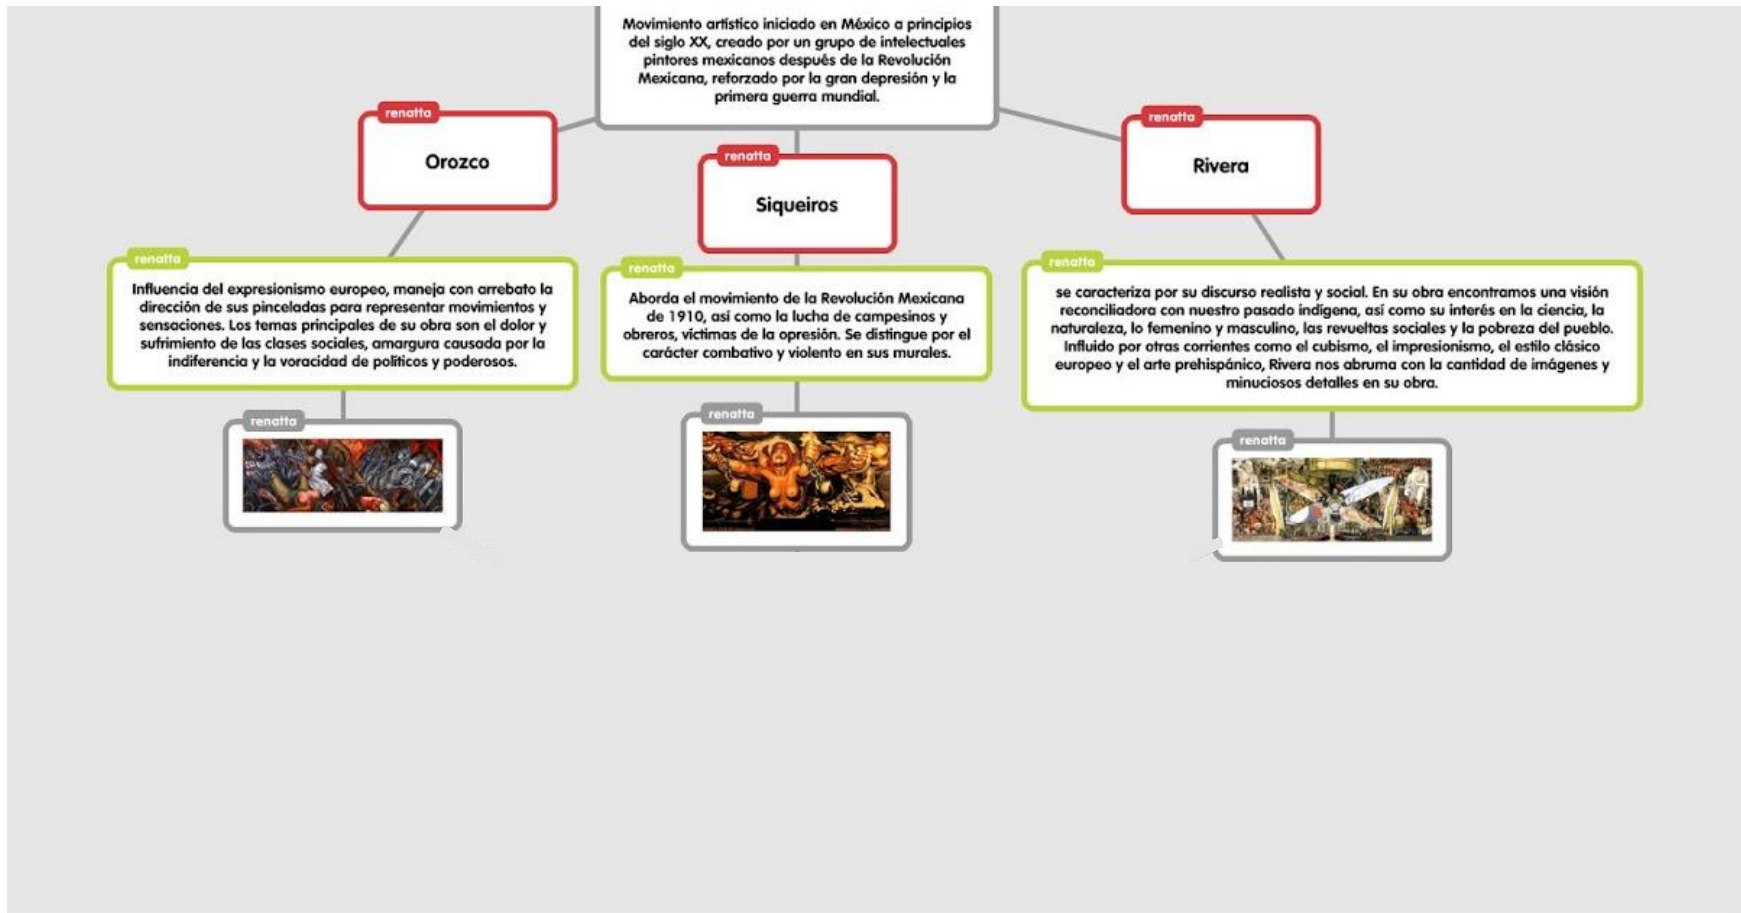 Movimiento artístico iniciado en México a principios
del siglo XX, creado por un grupo de intelectuales
pintores mexicanos después de la Revolución
Mexicana, reforzado por la gran depresión y la
primera guerra mundial.
renatta
Orozco
renatta
Siqueiros
renatta
Rivera
renatta
Influencia del expresionismo europeo, maneja con arrebato la
dirección de sus pinceladas para representar movimientos y
sensaciones. Los temas principales de su obra son el dolor y
sufrimiento de las clases sociales, amargura causada por la
indiferencia y la voracidad de políticos y poderosos.
renatta
Aborda el movimiento de la Revolución Mexicana
de 1910, así como la lucha de campesinos y
obreros, víctimas de la opresión. Se distingue por el
carácter combativo y violento en sus murales.
renatta
se caracteriza por su discurso realista y social. En su obra encontramos una visión
reconciliadora con nuestro pasado indígena, así como su interés en la ciencia, la
naturaleza, lo femenino y masculino, las revueltas sociales y la pobreza del pueblo.
Influido por otras corrientes como el cubismo, el impresionismo, el estilo clásico
europeo y el arte prehispánico, Rivera nos abruma con la cantidad de imágenes y
minuciosos detalles en su obra.
renatta
renatta
renatta